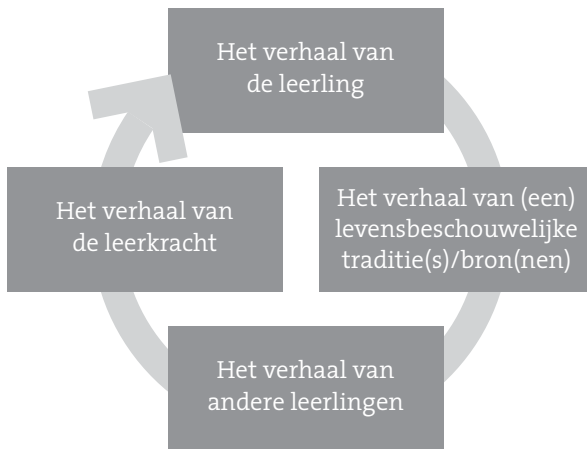 Het verhaal van
de leerling
Het verhaal van
de leerkracht
Het verhaal van (een)
levensbeschouwelijke
traditie(s)/bron(nen)
Het verhaal van
andere leerlingen